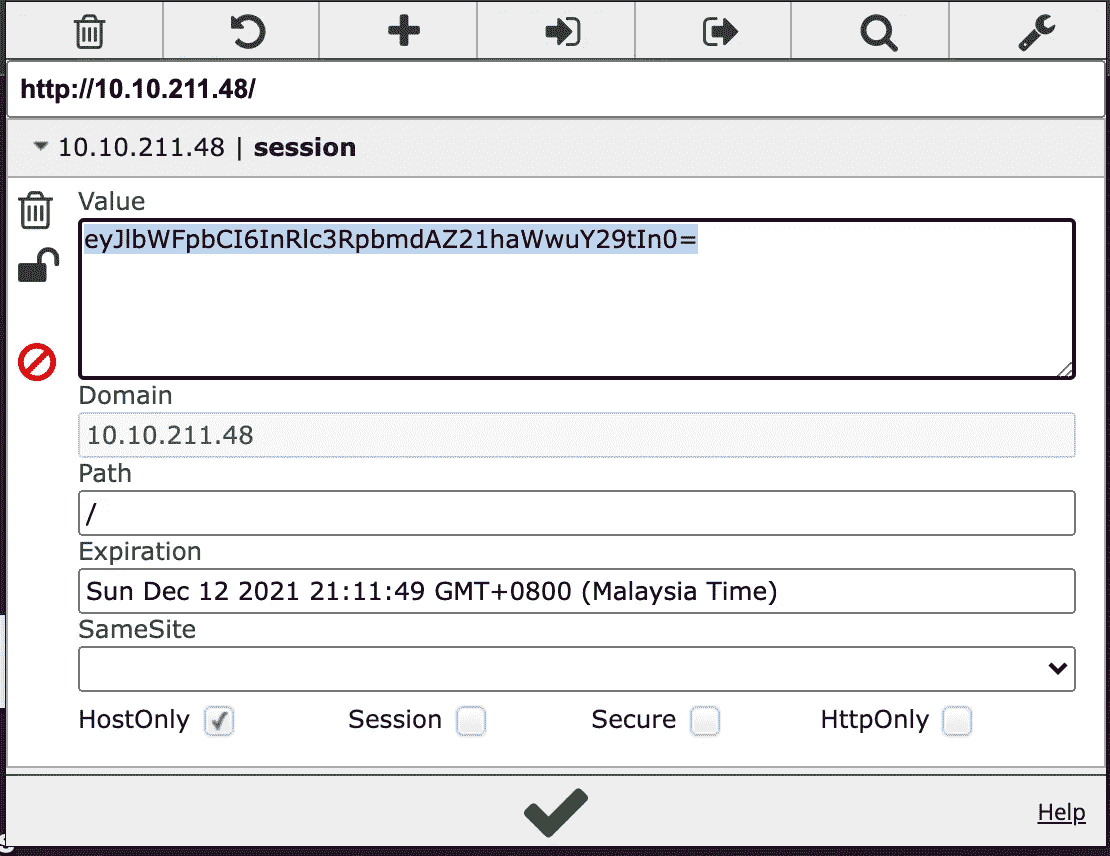 http://10.10.211.48/
10.10.211.48 | session
Value
eyJlbWFpbCI6InRlc3RpbmdAZ21haWwuY29tIn0=
Domain
10.10.211.48
Path
/
Expiration
Sun Dec 12 2021 21:11:49 GMT+0800 (Malaysia Time)
SameSite
HostOnly Session Secure HttpOnly
Help